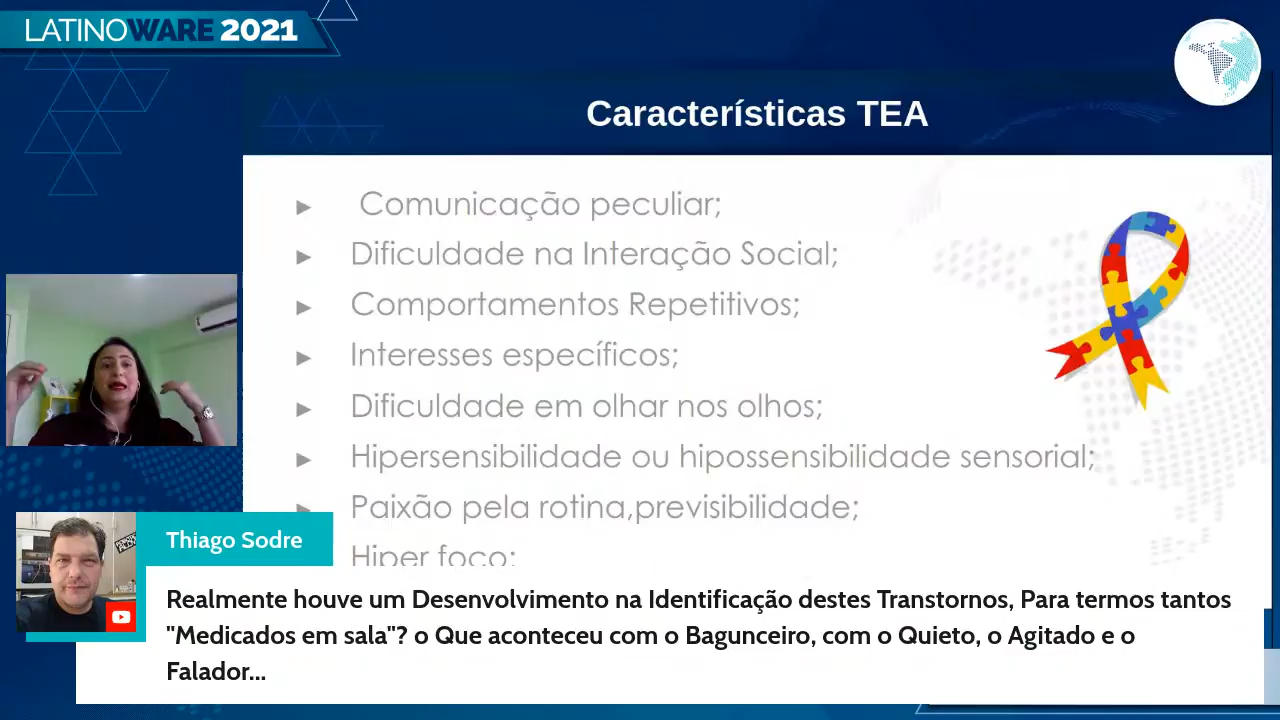 LATINOWARE 2021
Características TEA
► Comunicação peculiar;
► Dificuldade na Interação Social;
► Comportamentos Repetitivos;
► Interesses específicos;
► Dificuldade em olhar nos olhos;
► Hipersensibilidade ou hipossensibilidade sensorial;
► Paixão pela rotina,previsibilidade;
Hiper foco;
Thiago Sodre
Realmente houve um Desenvolvimento na Identificação destes Transtornos, Para termos tantos
"Medicados em sala"? o Que aconteceu com o Bagunceiro, com o Quieto, o Agitado e o
Falador...